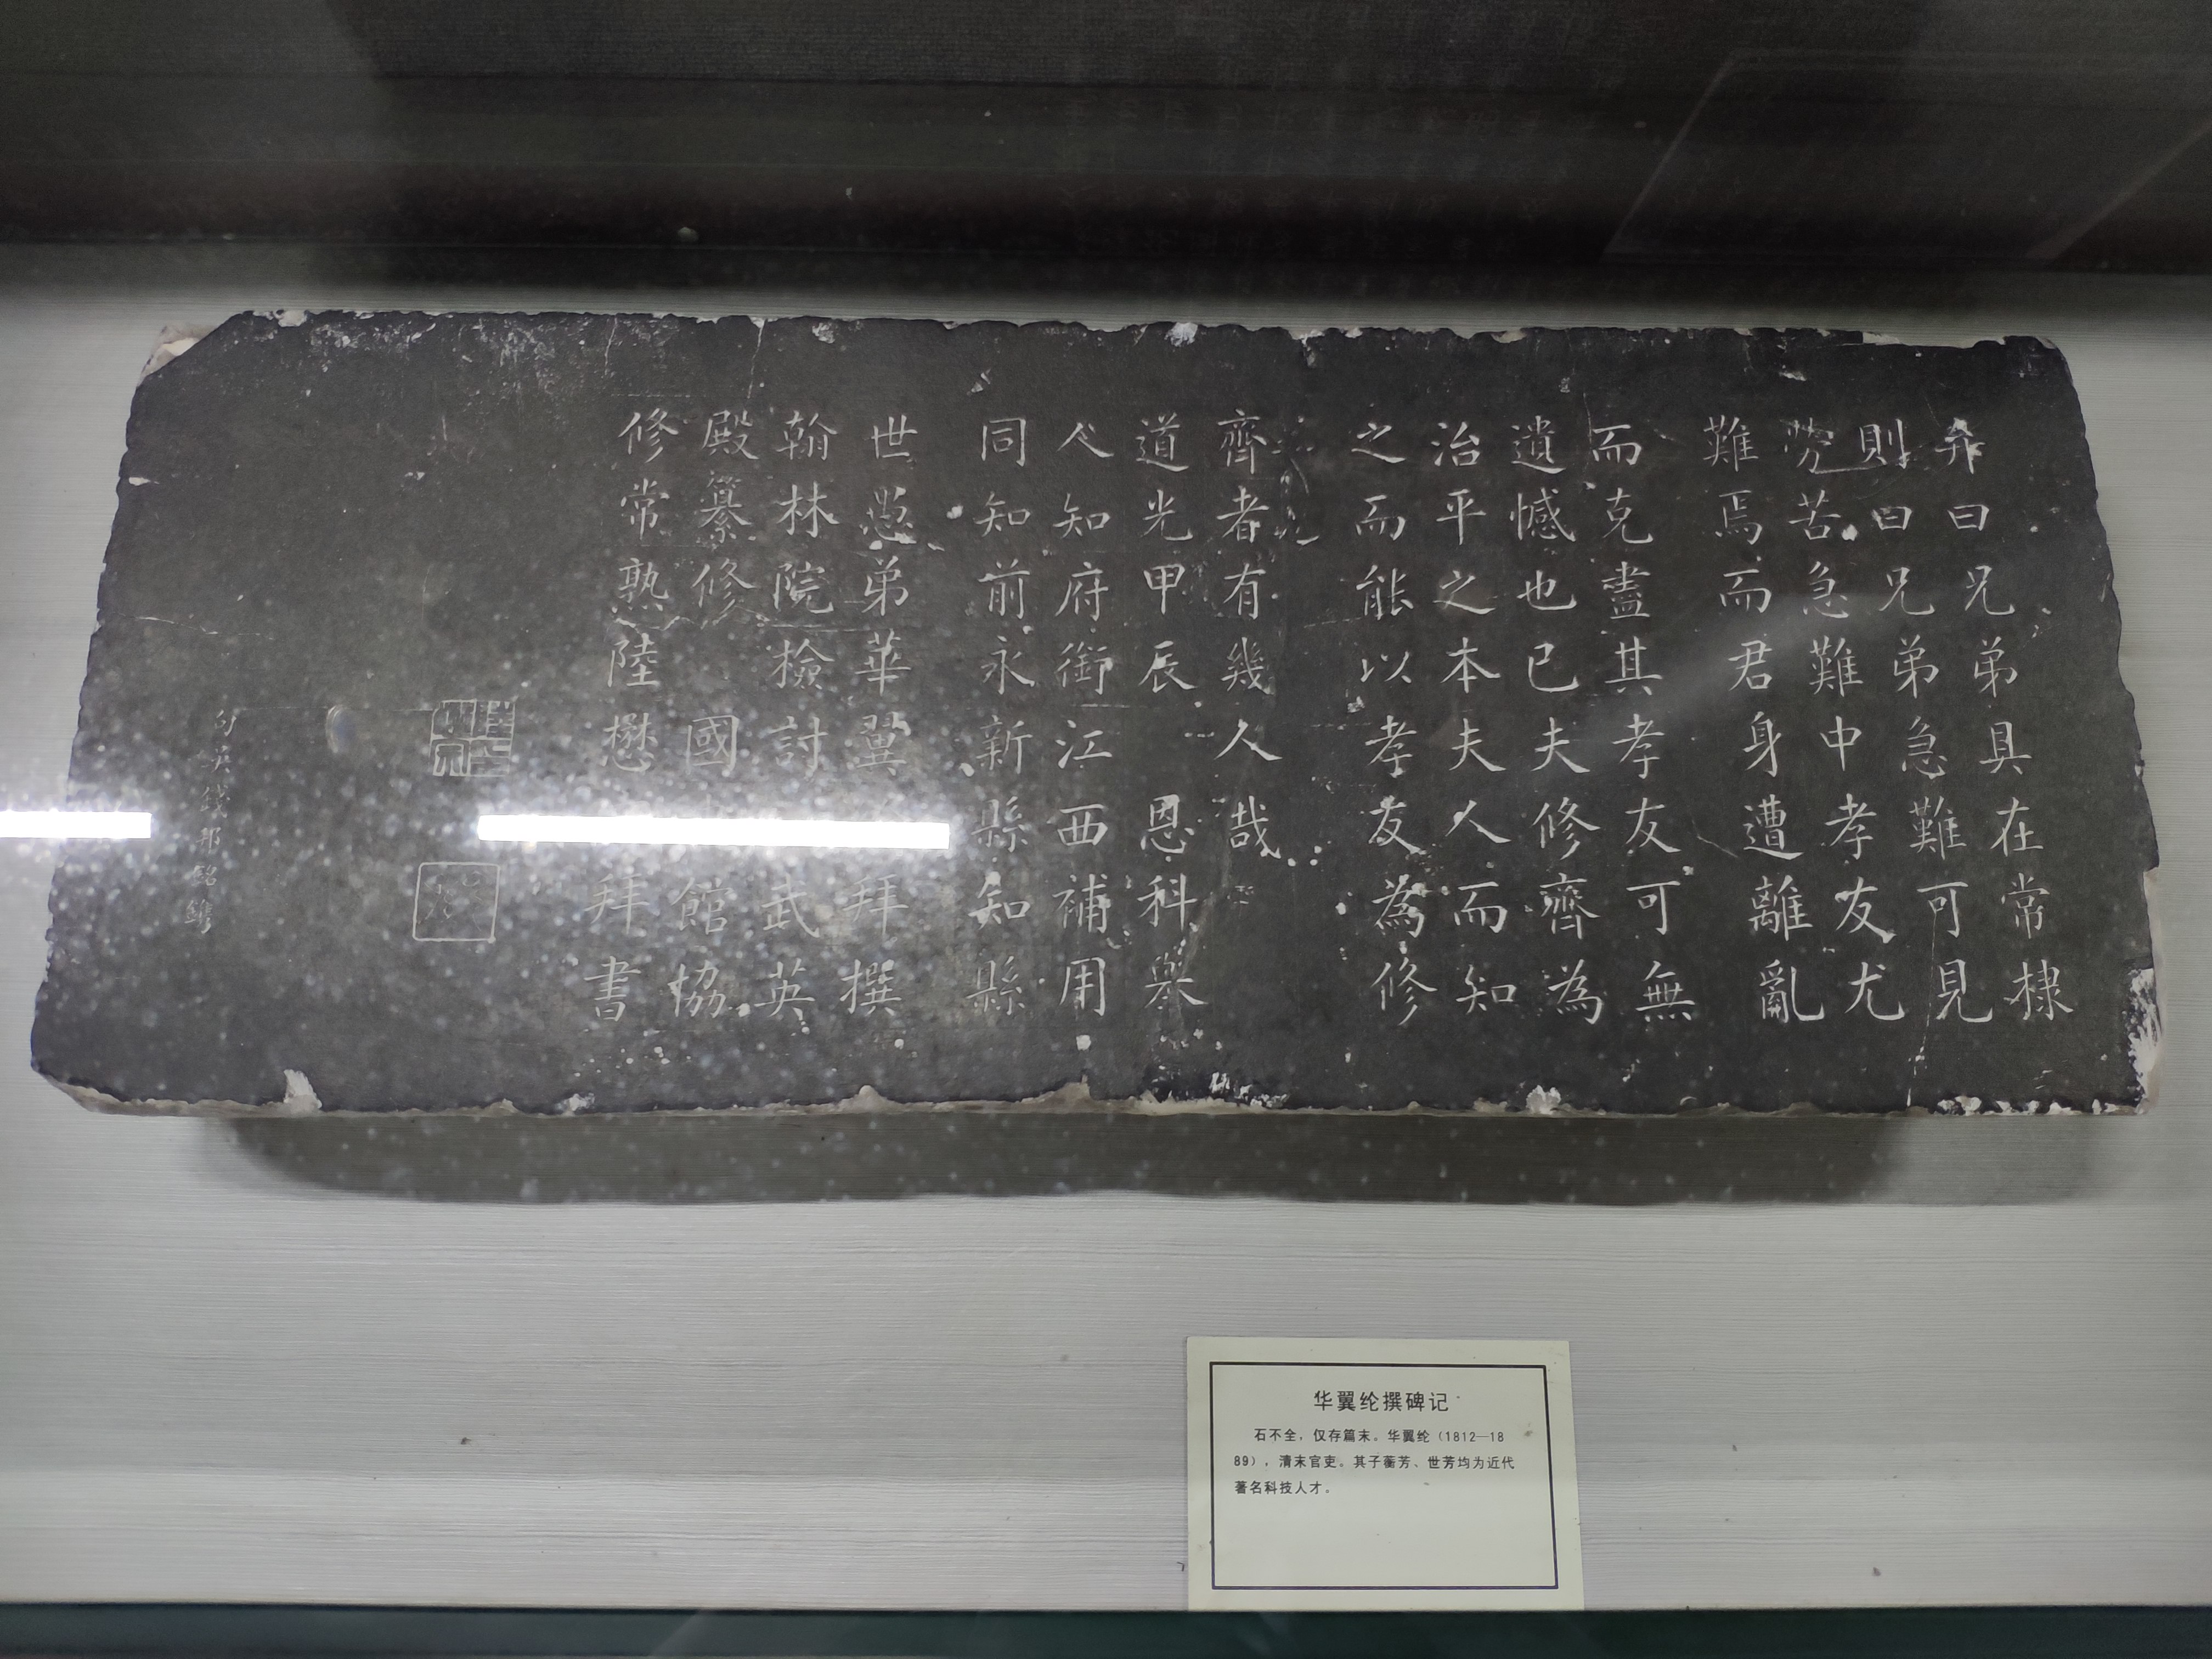 弁曰兄弟具在常棣
則曰兄弟急難可見
勞苦急難中孝友尤
難焉而君身遭離亂
而克盡其孝友可無
遺憾也已夫修齊為
治平之本夫人而知
之而能以孝友為修
齊者有幾人哉
道光甲辰恩科舉
人知府銜江西補用
同知前永新縣知縣
世愚弟華翼拜撰
翰林院檢討武英
殿纂修國館協
修常熟陸懋拜書
吳錢邦銘鐫
华翼纶撰碑记
石不全，仅存篇末。华翼纶（1812—18
89），清末官吏。其子蘅芳、世芳均为近代
著名科技人才。